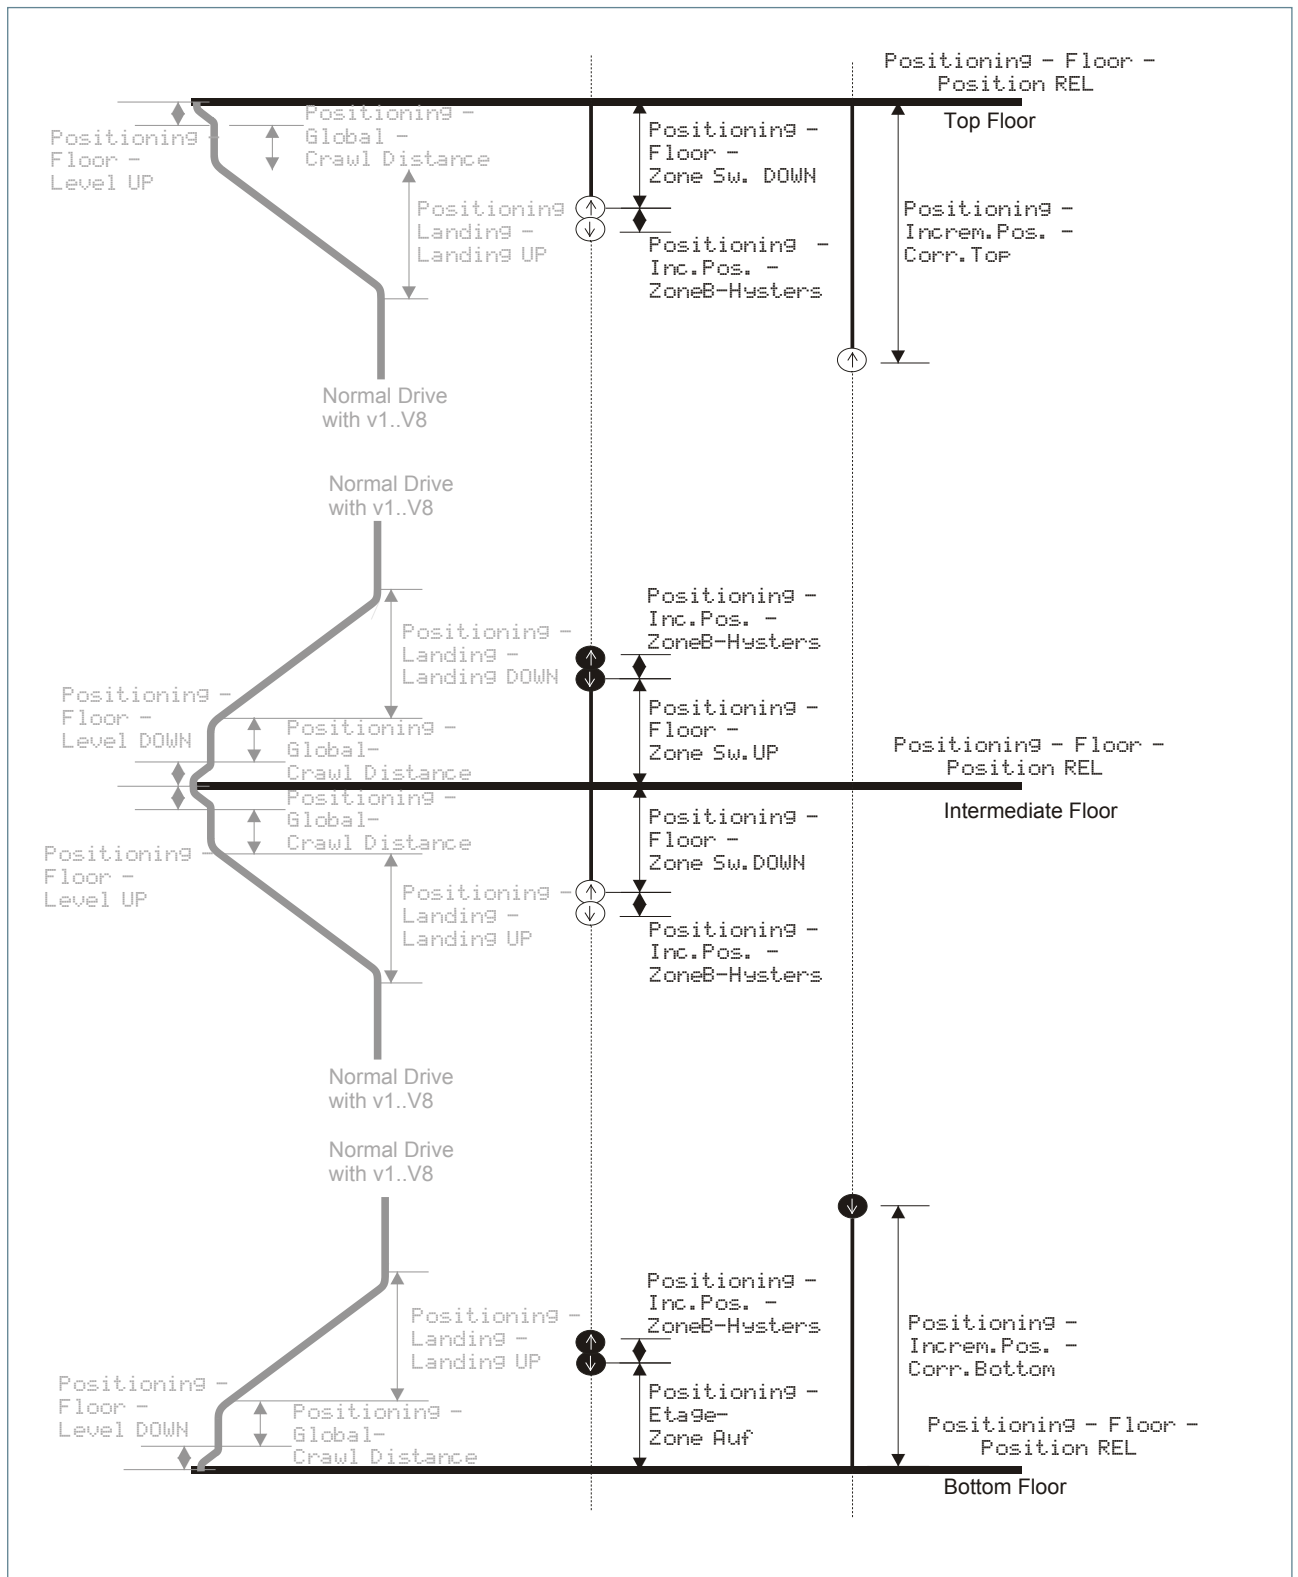 Positioning - Floor -
Position REL
Top Floor
Positioning -
Floor -
Level UP
Positioning -
Global -
Crawl Distance
Positioning
Landing -
Landing UP
Positioning -
Floor -
Zone Sw. DOWN
Positioning -
Inc.Pos. -
ZoneB-Hysters
Positioning -
Increm.Pos. -
Corr.Top
Normal Drive
with v1..V8
Normal Drive
with v1..V8
Positioning -
Inc.Pos. -
ZoneB-Hysters
Positioning -
Landing -
Landing DOWN
Positioning -
Floor -
Level DOWN
Positioning -
Global-
Crawl Distance
Positioning -
Floor -
Zone Sw.UP
Positioning - Floor -
Position REL
Intermediate Floor
Positioning -
Global-
Crawl Distance
Positioning -
Floor -
Zone Sw.DOWN
Positioning -
Floor -
Level UP
Positioning -
Landing -
Landing UP
Positioning -
Inc.Pos. -
ZoneB-Hysters
Normal Drive
with v1..V8
Normal Drive
with v1..V8
Positioning -
Inc.Pos. -
ZoneB-Hysters
Positioning -
Landing -
Landing UP
Positioning -
Increm.Pos. -
Corr.Bottom
Positioning -
Floor -
Level DOWN
Positioning -
Global-
Crawl Distance
Positioning -
Etage-
Zone Auf
Positioning - Floor -
Position REL
Bottom Floor